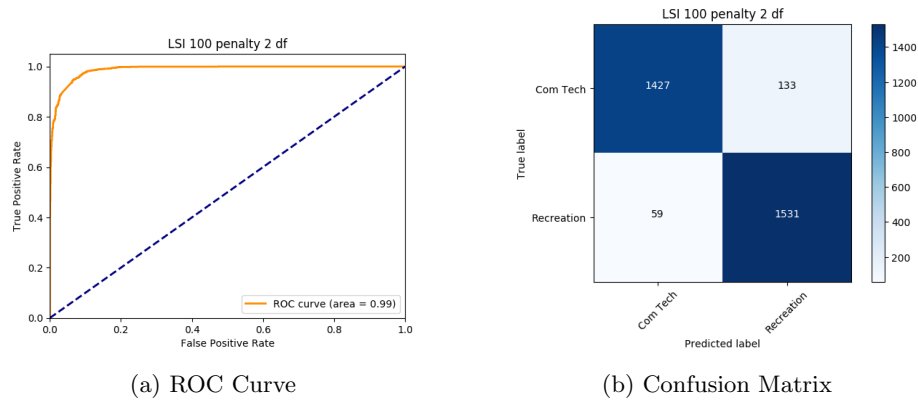 LSI 100 penalty 2 df
1.0
0.8
0.6
0.4
0.2
0.0
True Positive Rate
0.0 0.2 0.4 0.6 0.8 1.0
False Positive Rate
ROC curve (area = 0.99)
(a) ROC Curve
LSI 100 penalty 2 df
True label
Com Tech
Recreation
1427 133
59 1531
Com Tech
Recreation
Predicted label
1400
1200
1000
800
600
400
200
(b) Confusion Matrix